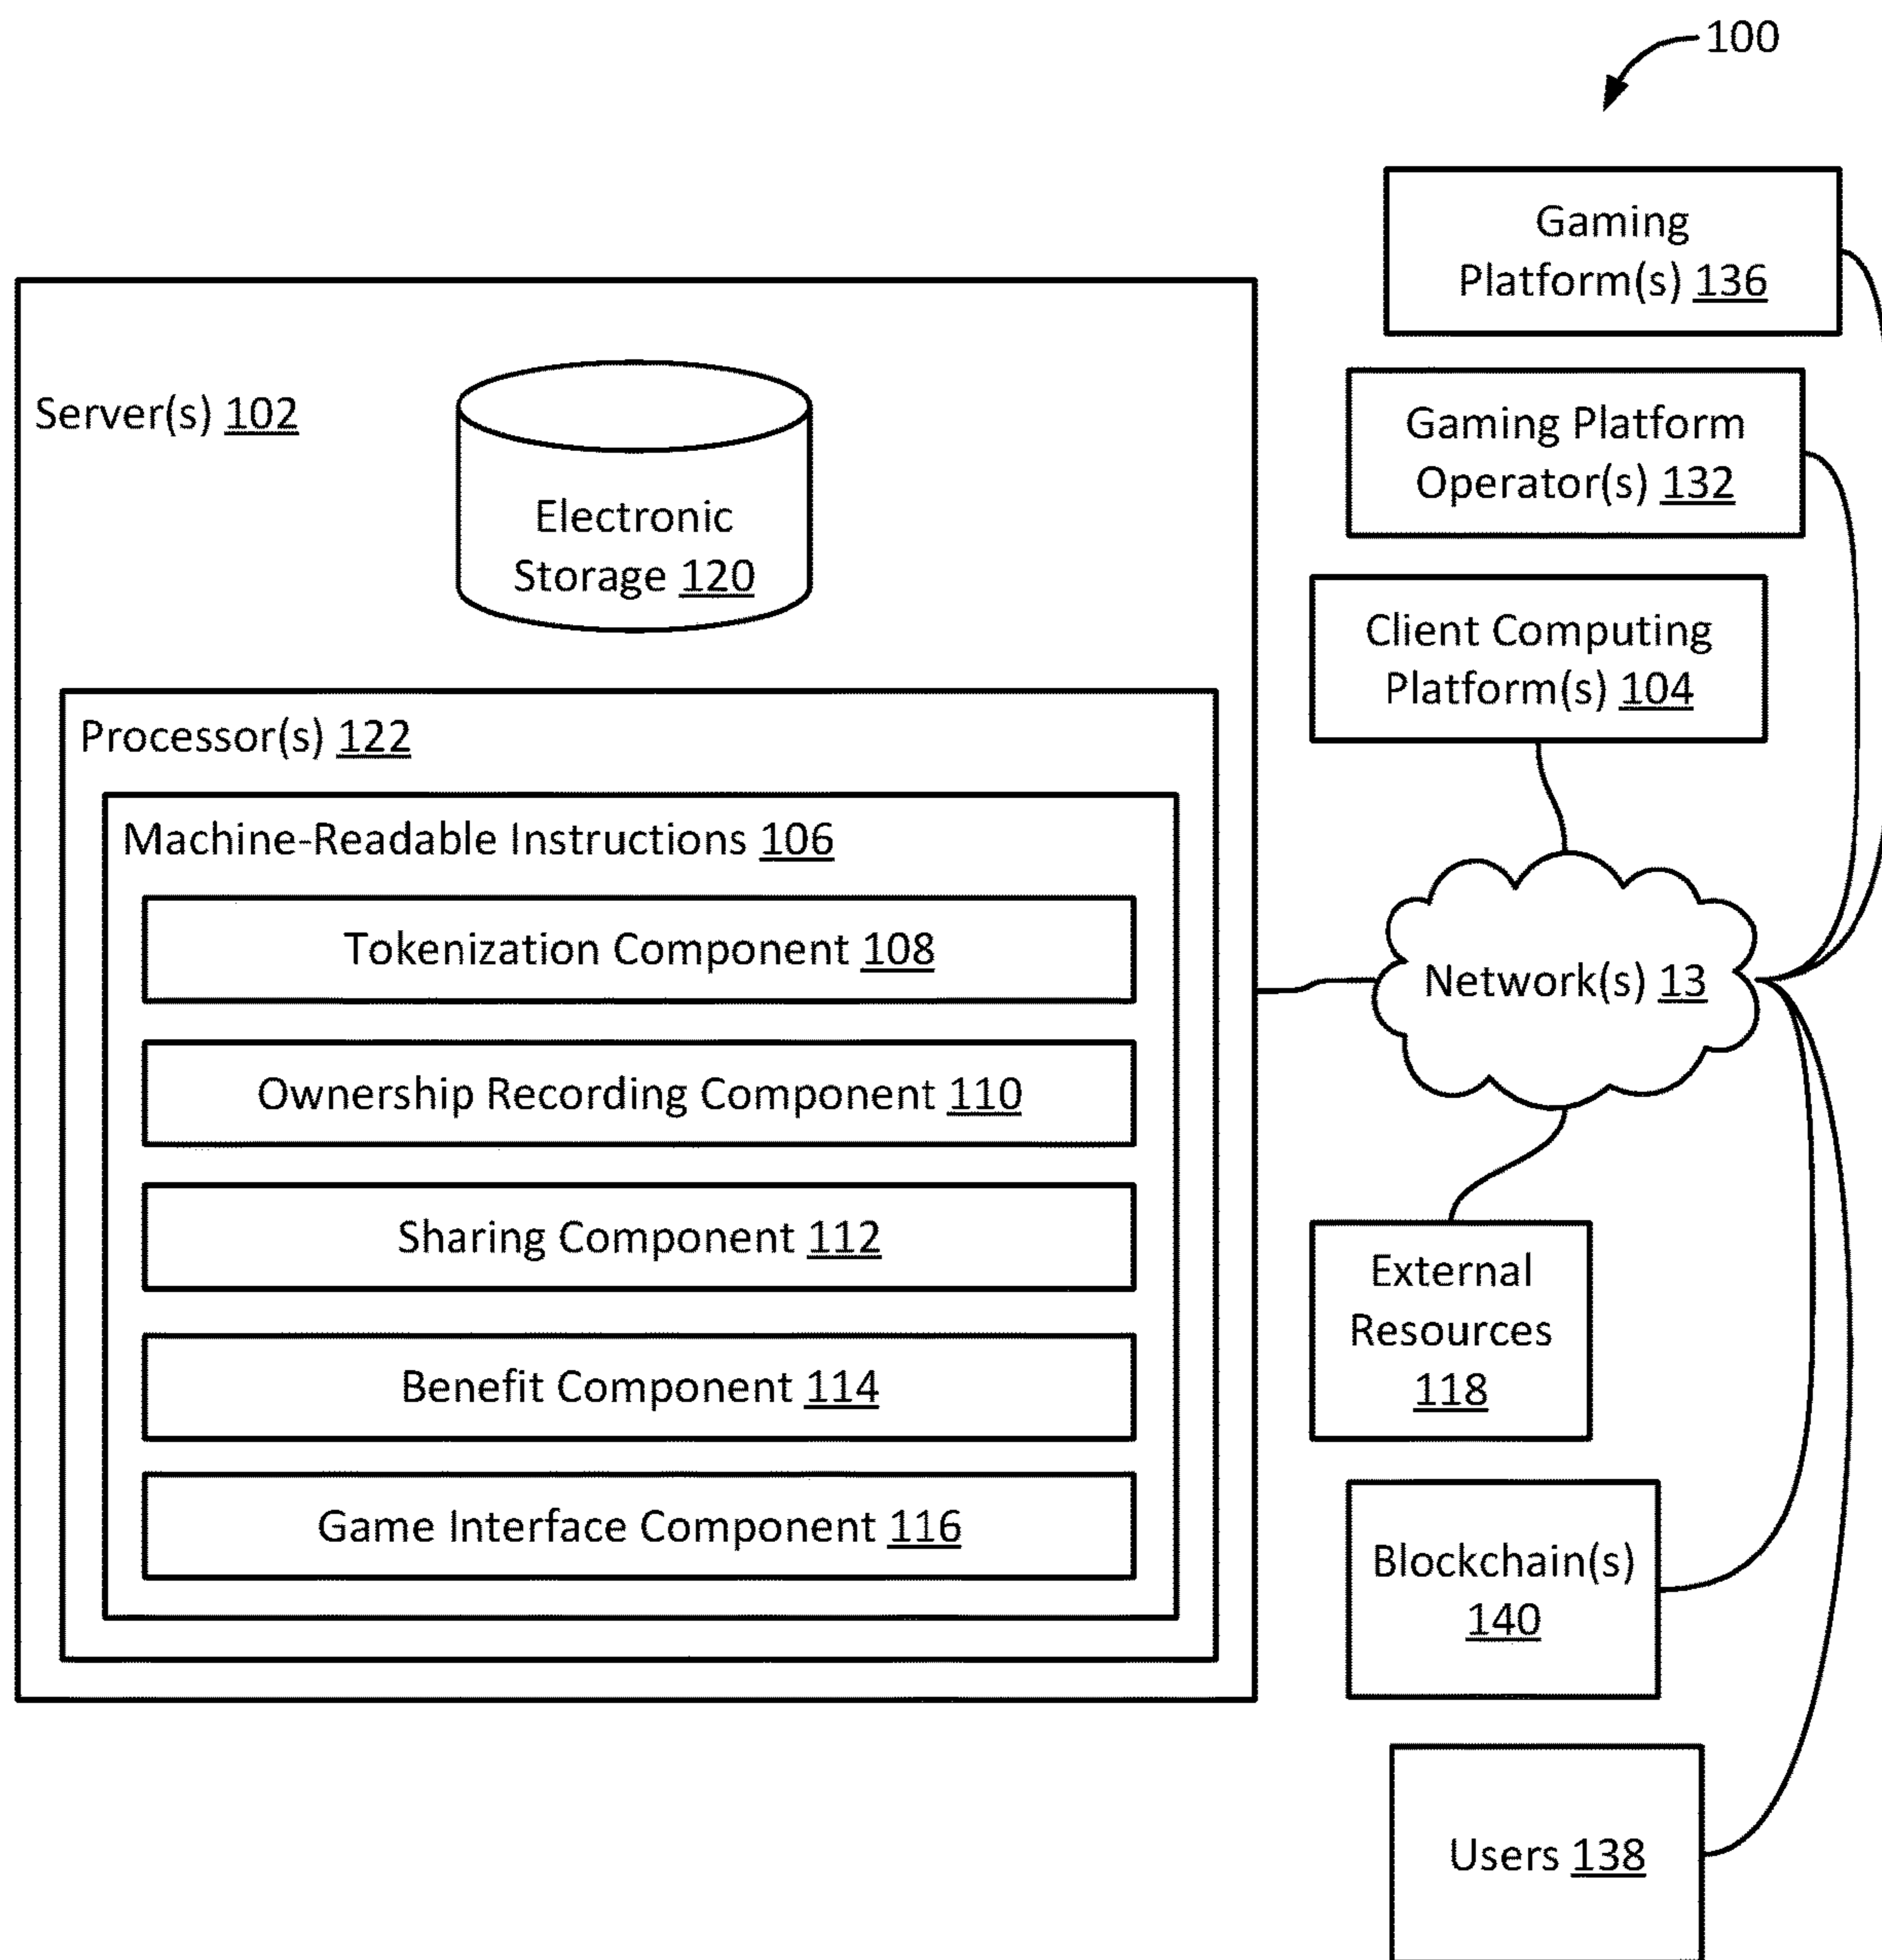 100
Gaming
Platform(s) 136
Server(s) 102
Gaming Platform
Operator(s) 132
Electronic
Storage 120
Client Computing
Platform(s) 104
Processor(s) 122
Machine-Readable Instructions 106
Tokenization Component 108
Network(s) 13
Ownership Recording Component 110
Sharing Component 112
External
Resources
118
Benefit Component 114
Game Interface Component 116
Blockchain(s)
140
Users 138